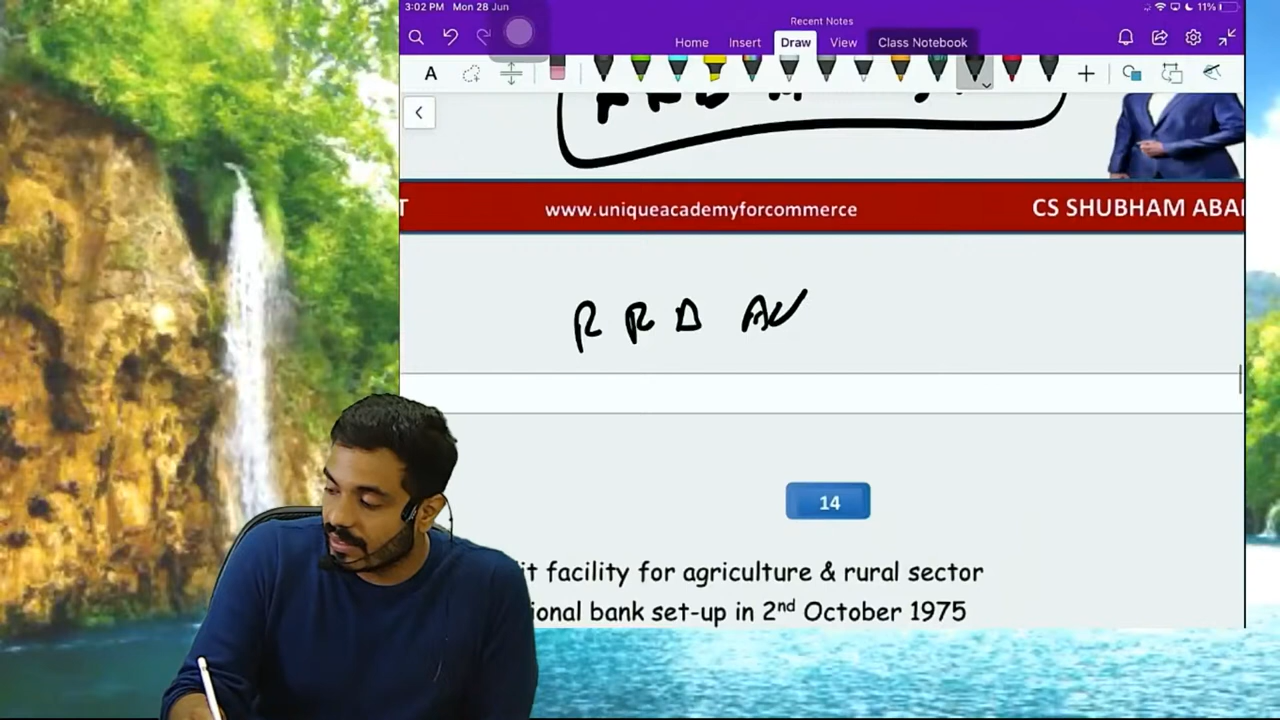 3:02 PM Mon 28 Jun
11%
Recent Notes
Home Insert Draw View Class Notebook
A
T www.uniqueacademyforcommerce CS SHUBHAM ABA
R R B
14
it facility for agriculture & rural sector
ional bank set-up in 2nd October 1975